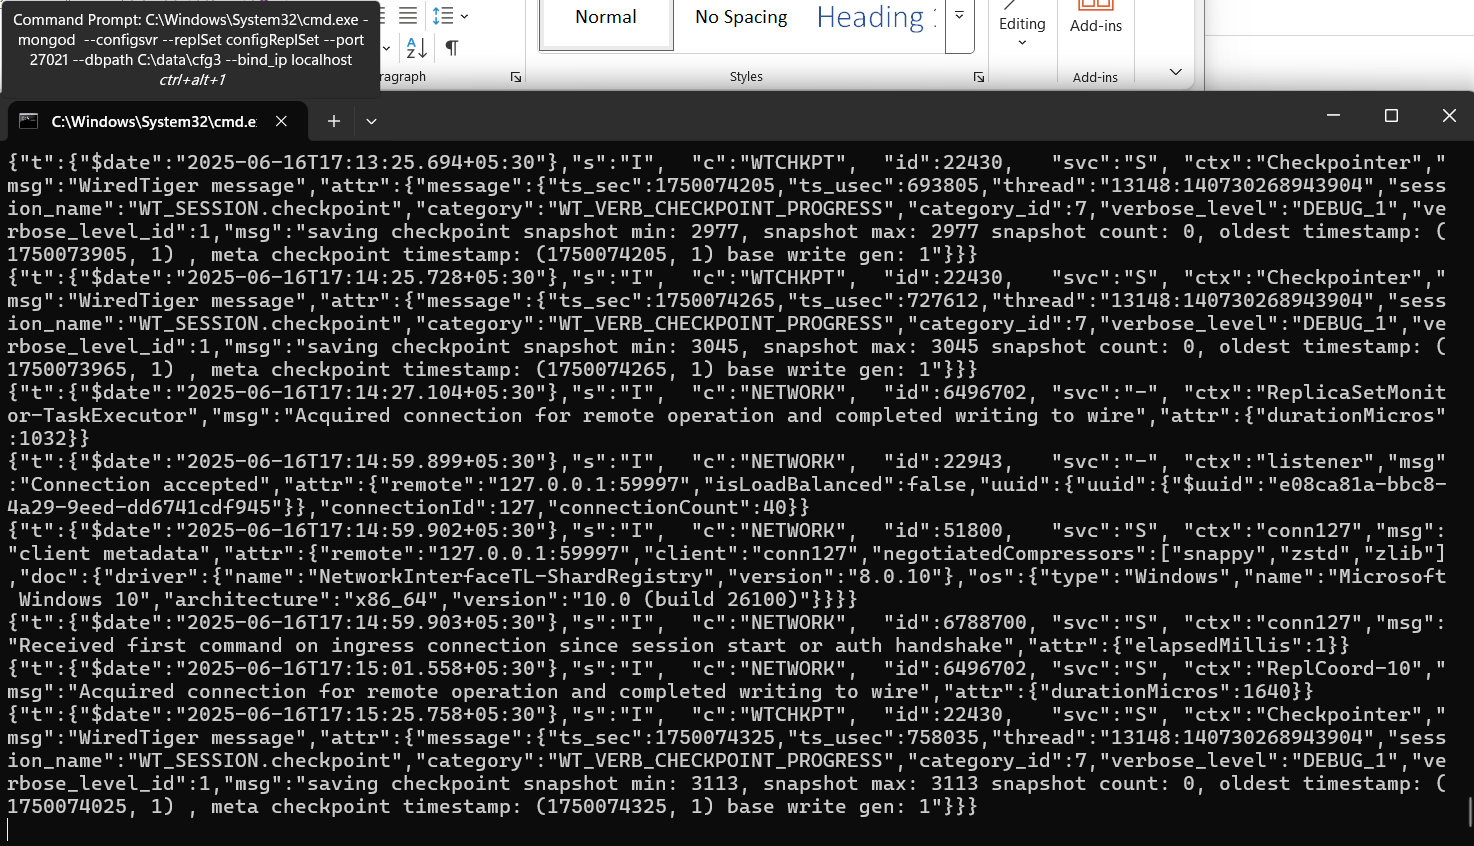 Command Prompt: C:\Windows\System32\cmd.exe -
mongod  --configsvr --replSet configReplSet --port
27021 --dbpath C:\data\cfg3 --bind_ip localhost
ctrl+alt+1
Normal
No Spacing
Heading
Editing
Add-ins
ragraph
Styles
Add-ins
C:\Windows\System32\cmd.e
{"t":{"$date":"2025-06-16T17:13:25.694+05:30"},"s":"I",  "c":"WTCHKPT",  "id":22430,   "svc":"S", "ctx":"Checkpointer","
msg":"WiredTiger message","attr":{"message":{"ts_sec":1750074205,"ts_usec":693805,"thread":"13148:140730268943904","sess
ion_name":"WT_SESSION.checkpoint","category":"WT_VERB_CHECKPOINT_PROGRESS","category_id":7,"verbose_level":"DEBUG_1","ve
rbose_level_id":1,"msg":"saving checkpoint snapshot min: 2977, snapshot max: 2977 snapshot count: 0, oldest timestamp: (
1750073905, 1) , meta checkpoint timestamp: (1750074205, 1) base write gen: 1"}}}
{"t":{"$date":"2025-06-16T17:14:25.728+05:30"},"s":"I",  "c":"WTCHKPT",  "id":22430,   "svc":"S", "ctx":"Checkpointer","
msg":"WiredTiger message","attr":{"message":{"ts_sec":1750074265,"ts_usec":727612,"thread":"13148:140730268943904","sess
ion_name":"WT_SESSION.checkpoint","category":"WT_VERB_CHECKPOINT_PROGRESS","category_id":7,"verbose_level":"DEBUG_1","ve
rbose_level_id":1,"msg":"saving checkpoint snapshot min: 3045, snapshot max: 3045 snapshot count: 0, oldest timestamp: (
1750073965, 1) , meta checkpoint timestamp: (1750074265, 1) base write gen: 1"}}}
{"t":{"$date":"2025-06-16T17:14:27.104+05:30"},"s":"I",  "c":"NETWORK",  "id":6496702, "svc":"-", "ctx":"ReplicaSetMonit
or-TaskExecutor","msg":"Acquired connection for remote operation and completed writing to wire","attr":{"durationMicros"
:1032}}
{"t":{"$date":"2025-06-16T17:14:59.899+05:30"},"s":"I",  "c":"NETWORK",  "id":22943,   "svc":"-", "ctx":"listener","msg"
:"Connection accepted","attr":{"remote":"127.0.0.1:59997","isLoadBalanced":false,"uuid":{"uuid":{"$uuid":"e08ca81a-bbc8-
4a29-9eed-dd6741cdf945"}},"connectionId":127,"connectionCount":40}}
{"t":{"$date":"2025-06-16T17:14:59.902+05:30"},"s":"I",  "c":"NETWORK",  "id":51800,   "svc":"S", "ctx":"conn127","msg":
"client metadata","attr":{"remote":"127.0.0.1:59997","client":"conn127","negotiatedCompressors":["snappy","zstd","zlib"]
,"doc":{"driver":{"name":"NetworkInterfaceTL-ShardRegistry","version":"8.0.10"},"os":{"type":"Windows","name":"Microsoft
 Windows 10","architecture":"x86_64","version":"10.0 (build 26100)"}}}}
{"t":{"$date":"2025-06-16T17:14:59.903+05:30"},"s":"I",  "c":"NETWORK",  "id":6788700, "svc":"S", "ctx":"conn127","msg":
"Received first command on ingress connection since session start or auth handshake","attr":{"elapsedMillis":1}}
{"t":{"$date":"2025-06-16T17:15:01.558+05:30"},"s":"I",  "c":"NETWORK",  "id":6496702, "svc":"S", "ctx":"ReplCoord-10","
msg":"Acquired connection for remote operation and completed writing to wire","attr":{"durationMicros":1640}}
{"t":{"$date":"2025-06-16T17:15:25.758+05:30"},"s":"I",  "c":"WTCHKPT",  "id":22430,   "svc":"S", "ctx":"Checkpointer","
msg":"WiredTiger message","attr":{"message":{"ts_sec":1750074325,"ts_usec":758035,"thread":"13148:140730268943904","sess
ion_name":"WT_SESSION.checkpoint","category":"WT_VERB_CHECKPOINT_PROGRESS","category_id":7,"verbose_level":"DEBUG_1","ve
rbose_level_id":1,"msg":"saving checkpoint snapshot min: 3113, snapshot max: 3113 snapshot count: 0, oldest timestamp: (
1750074025, 1) , meta checkpoint timestamp: (1750074325, 1) base write gen: 1"}}}